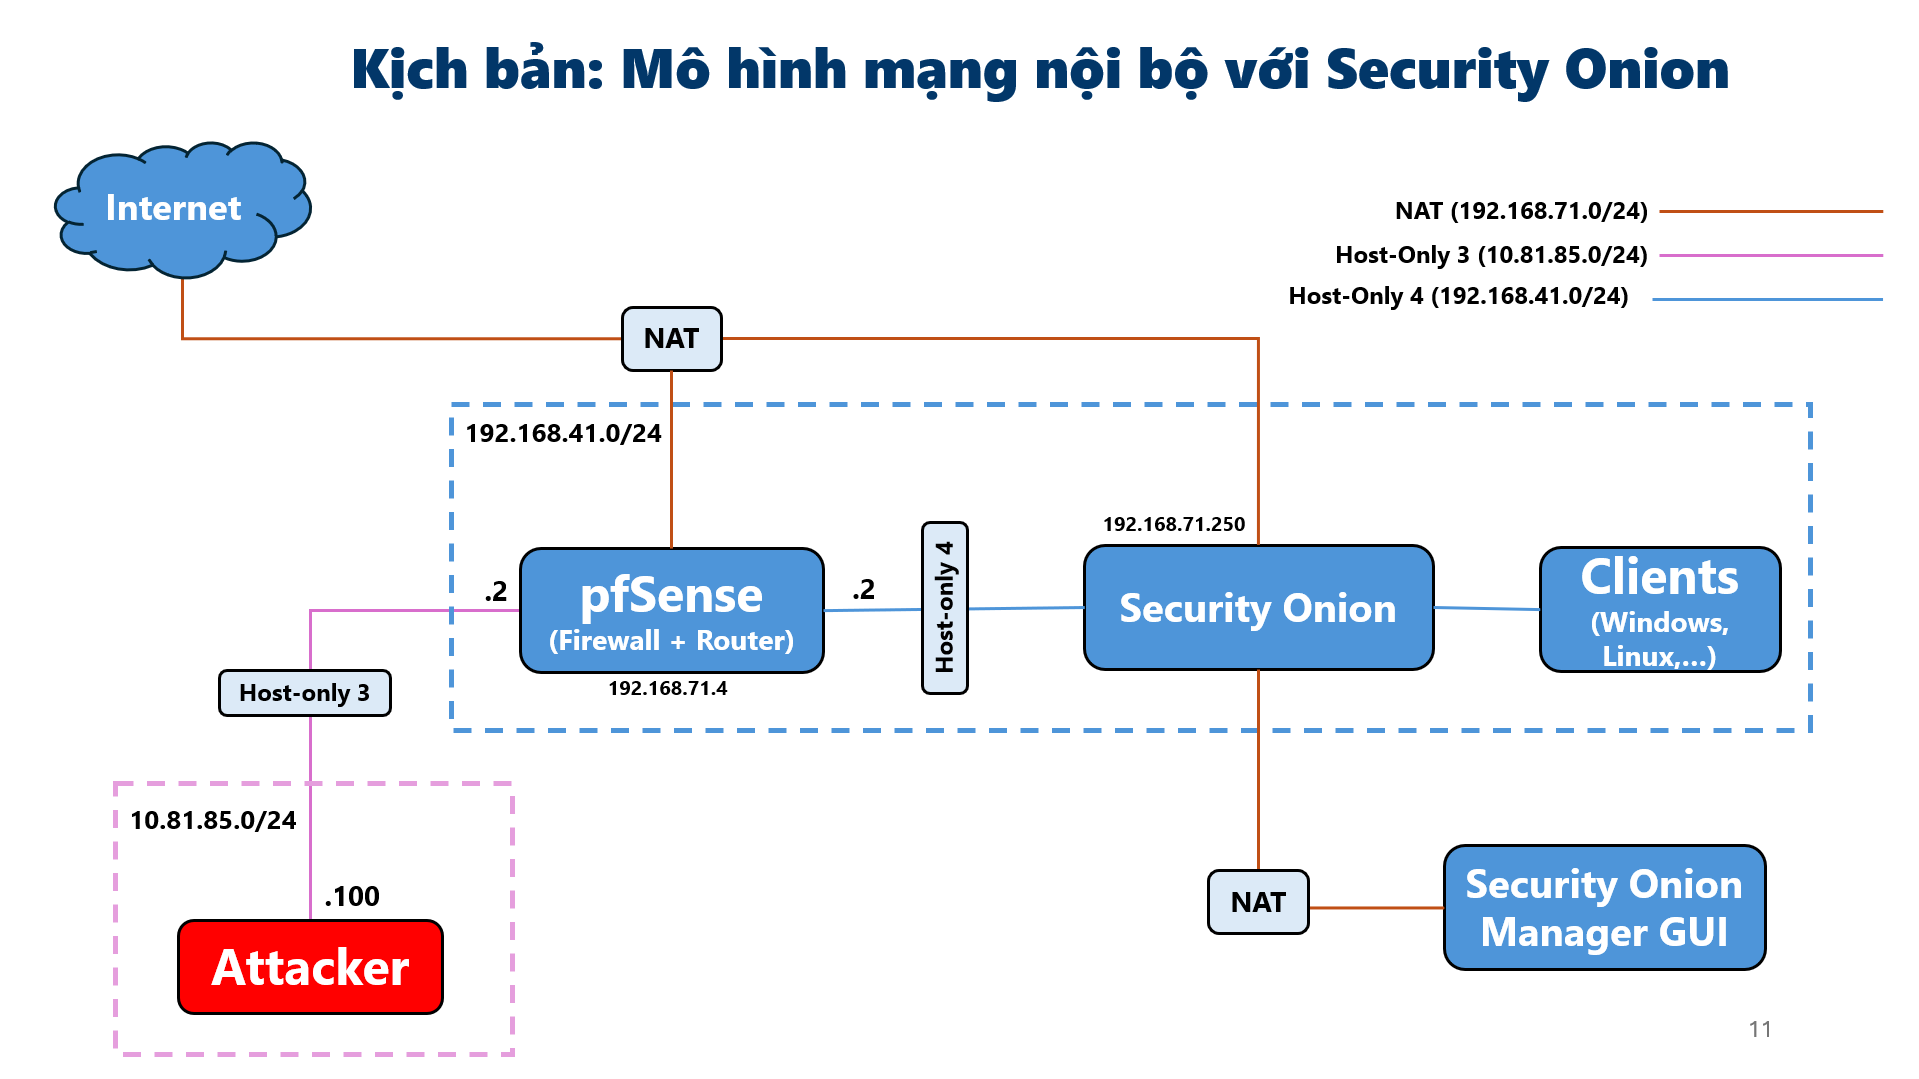 Kịch bản: Mô hình mạng nội bộ với Security Onion
Internet
NAT (192.168.71.0/24)
Host-Only 3 (10.81.85.0/24)
Host-Only 4 (192.168.41.0/24)
NAT
192.168.41.0/24
192.168.71.250
.2
pfSense
(Firewall + Router)
192.168.71.4
.2
Host-only 4
Security Onion
Clients
(Windows,
Linux,...)
Host-only 3
10.81.85.0/24
.100
Attacker
NAT
Security Onion
Manager GUI
11